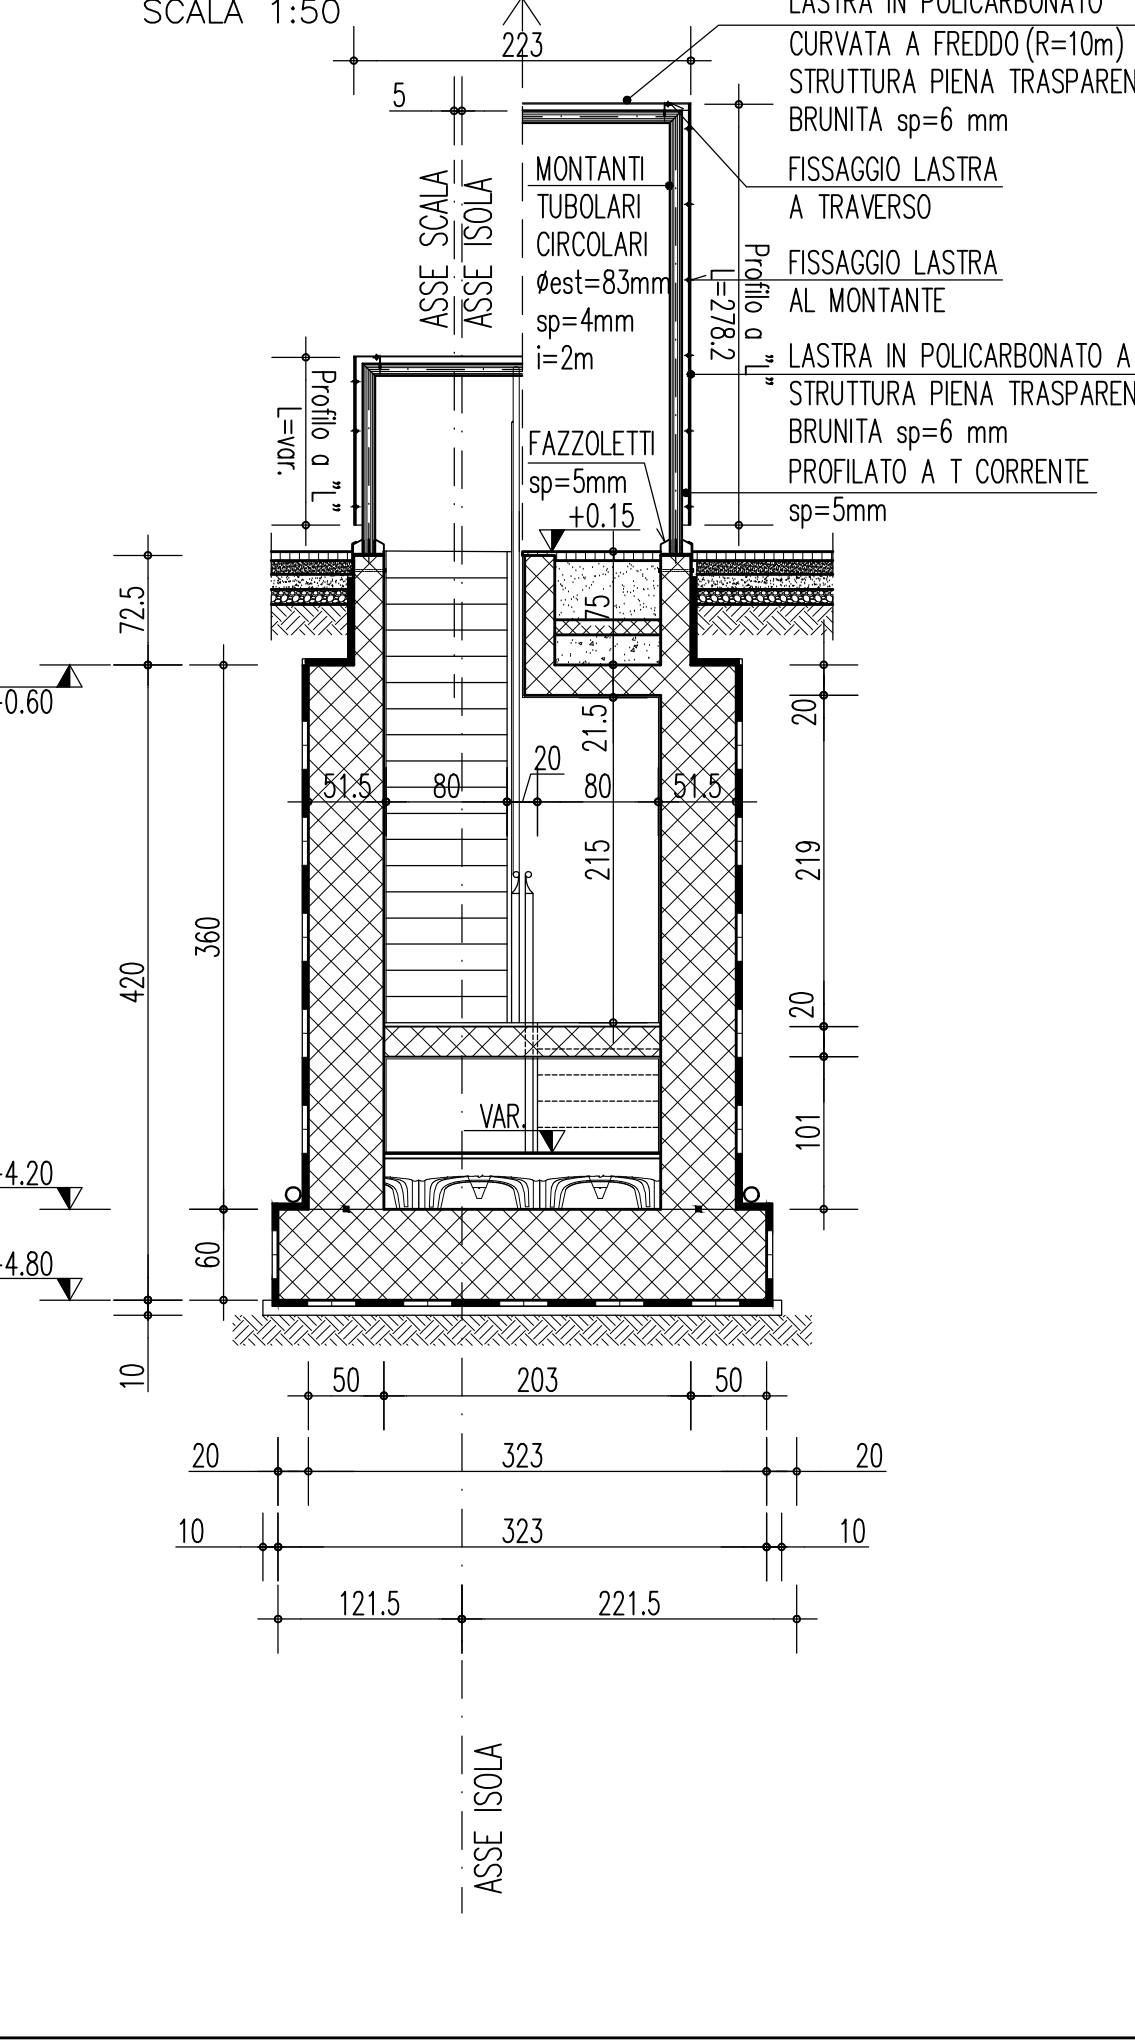 SCALA 1:50
LASTRA IN POLICARBONATO
CURVATA A FREDDO (R=10m)
STRUTTURA PIENA TRASPAREN
BRUNITA sp=6 mm
223
5
ASSE SCALA
ASSE ISOLA
MONTANTI
TUBOLARI
CIRCOLARI
Øest=83mm
sp=4mm
i=2m
FISSAGGIO LASTRA
A TRAVERSO
FISSAGGIO LASTRA
AL MONTANTE
Profilo a "L"
L=278.2
LASTRA IN POLICARBONATO A
STRUTTURA PIENA TRASPAREN
BRUNITA sp=6 mm
PROFILATO A T CORRENTE
sp=5mm
Profilo a "L"
L=var.
FAZZOLETTI
sp=5mm
+0.15
72.5
75
-0.60
20
21.5
20
51.5
80
80
51.5
215
219
360
420
20
101
VAR.
-4.20
60
-4.80
10
50
203
50
20
323
20
10
323
10
121.5
221.5
ASSE ISOLA